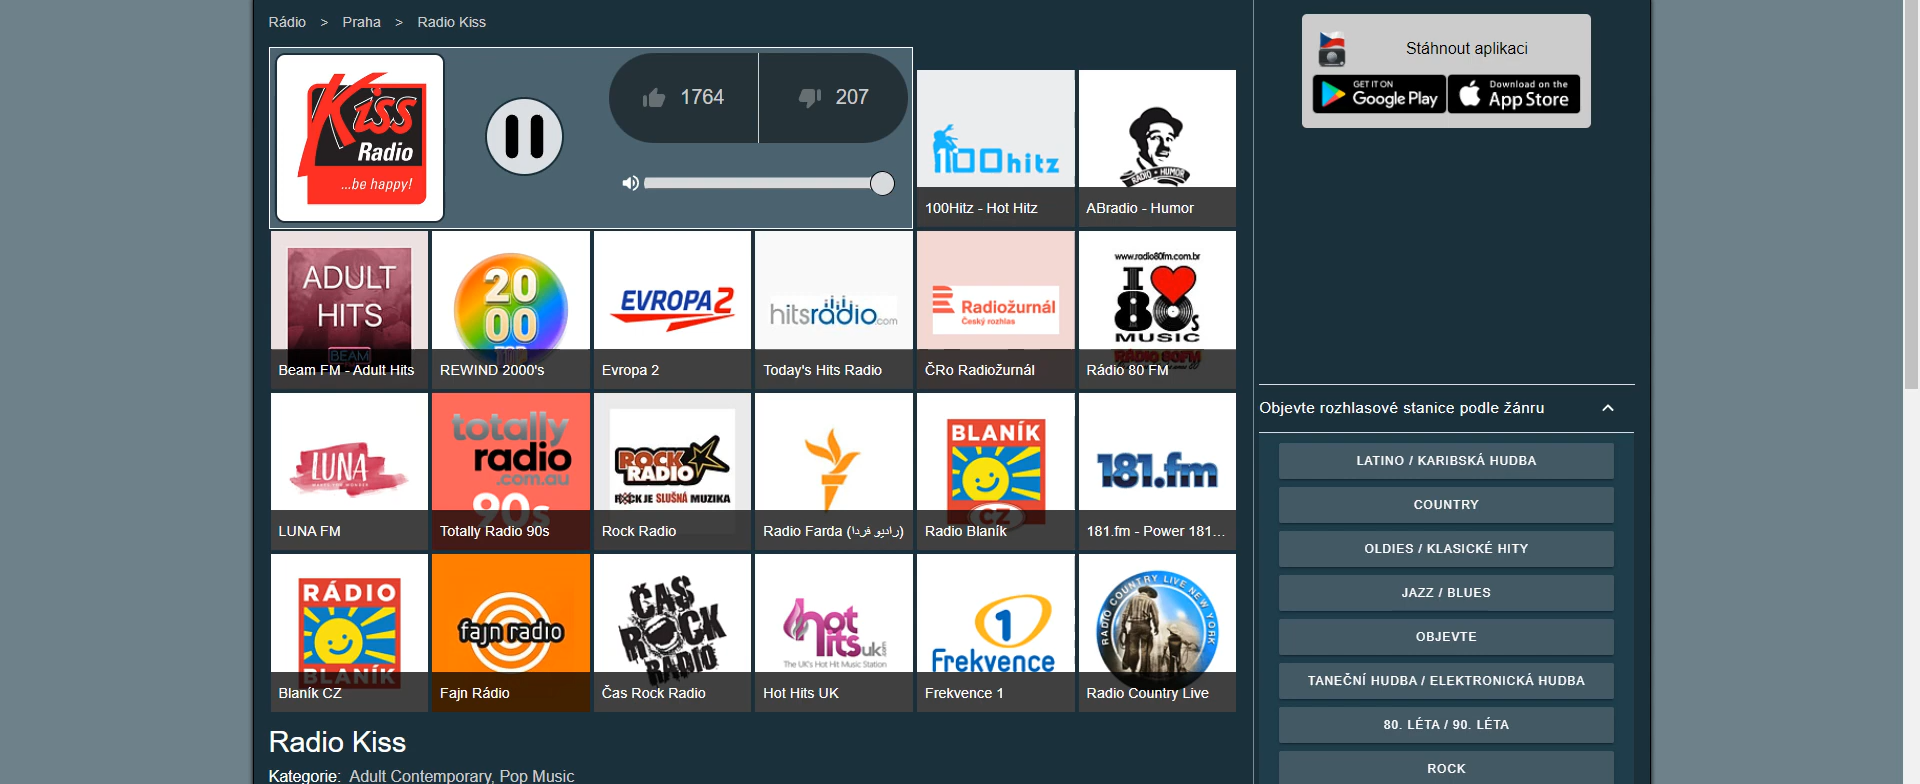 Rádio > Praha > Radio Kiss
Kiss
Radio
...be happy!
1764
207
100hitz
100Hitz - Hot Hitz
RADIO - HUMOR
ABradio - Humor
Stáhnout aplikaci
GET IT ON
Google Play
Download on the
App Store
ADULT
HITS
BEAM
Beam FM - Adult Hits
20
00
TOP
REWIND 2000's
EVROPA 2
Evropa 2
hitsradio.com
Today's Hits Radio
Radiožurnál
Český rozhlas
ČRo Radiožurnál
www.radio80fm.com.br
I
80s
MUSIC
RÁDIO 80FM
Rádio 80 FM
LUNA
LUNA FM
totally
radio
.com.au
90s
Totally Radio 90s
ROCK
RADIO
ROCK JE SLUŠNÁ MUZIKA
Rock Radio
Radio Farda (رادیو فردا)
BLANÍK
CZ
Radio Blaník
181.fm
181.fm - Power 181...
RÁDIO
BLANÍK
Blaník CZ
fajn radio
Fajn Rádio
ČAS
ROCK
RADIO
Čas Rock Radio
hot
hits
uk.com
The UK's Hot Hit Music Station
Hot Hits UK
1
Frekvence
Frekvence 1
RADIO COUNTRY LIVE NEW YORK
Radio Country Live
Objevte rozhlasové stanice podle žánru
LATINO / KARIBSKÁ HUDBA
COUNTRY
OLDIES / KLASICKÉ HITY
JAZZ / BLUES
OBJEVTE
TANEČNÍ HUDBA / ELEKTRONICKÁ HUDBA
80. LÉTA / 90. LÉTA
ROCK
Radio Kiss
Kategorie: Adult Contemporary, Pop Music